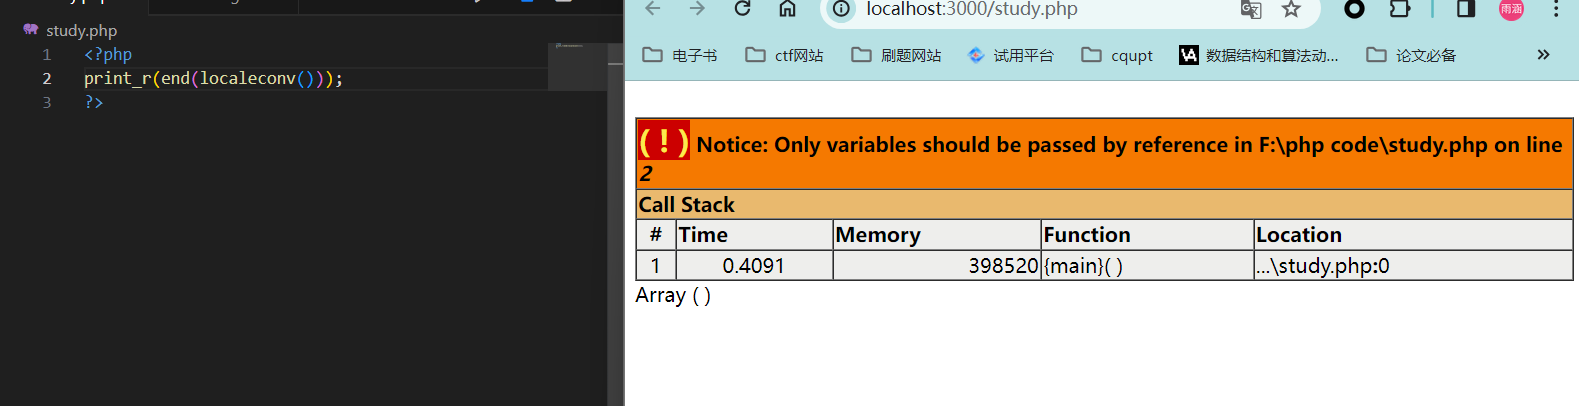 study.php
1 <?php
2 print_r(end(localeconv()));
3 ?>
localhost:3000/study.php
雨涵
电子书 ctf网站 刷题网站 试用平台 cqupt 数据结构和算法动... 论文必备 »
( ! ) Notice: Only variables should be passed by reference in F:\php code\study.php on line
2
Call Stack
# Time Memory Function Location
1 0.4091 398520 {main}( ) ...\study.php:0
Array ( )